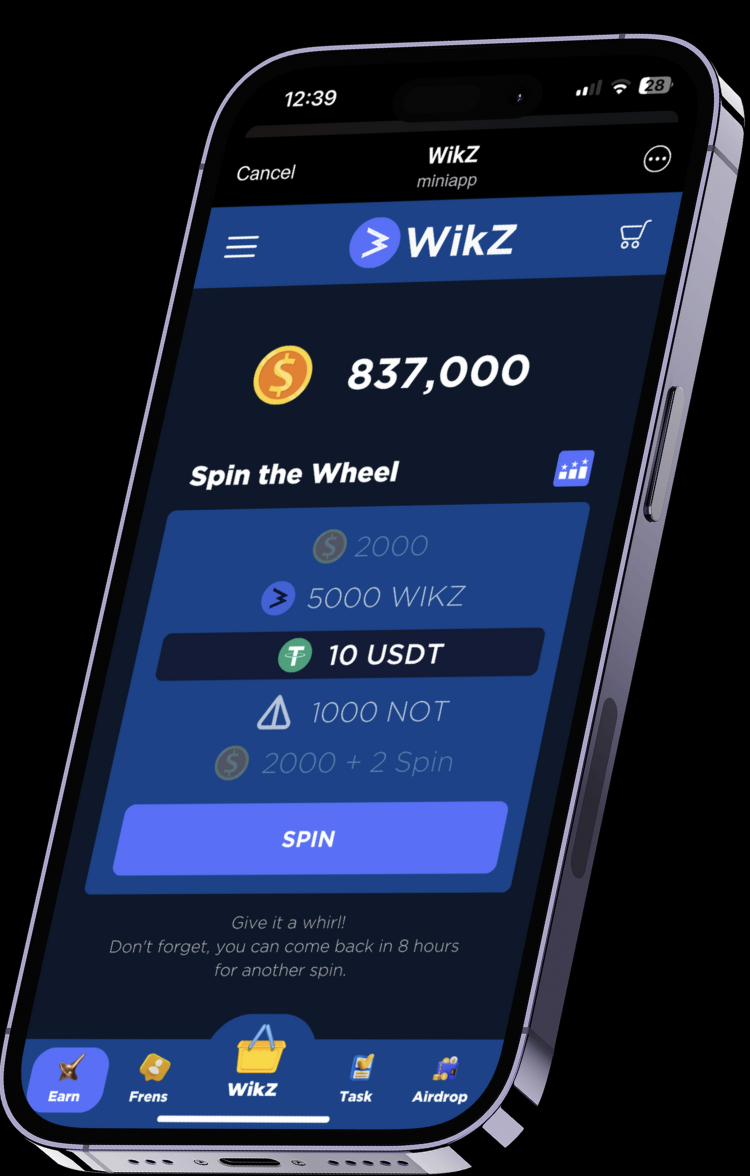 12:39
28
WikZ
Cancel
miniapp
WikZ
837,000
Spin the Wheel
2000
5000 WIKZ
10 USDT
1000 NOT
2000 + 2 Spin
SPIN
Give it a whirl!
Don't forget, you can come back in 8 hours
for another spin.
Earn
Frens
WikZ
Task
Airdrop